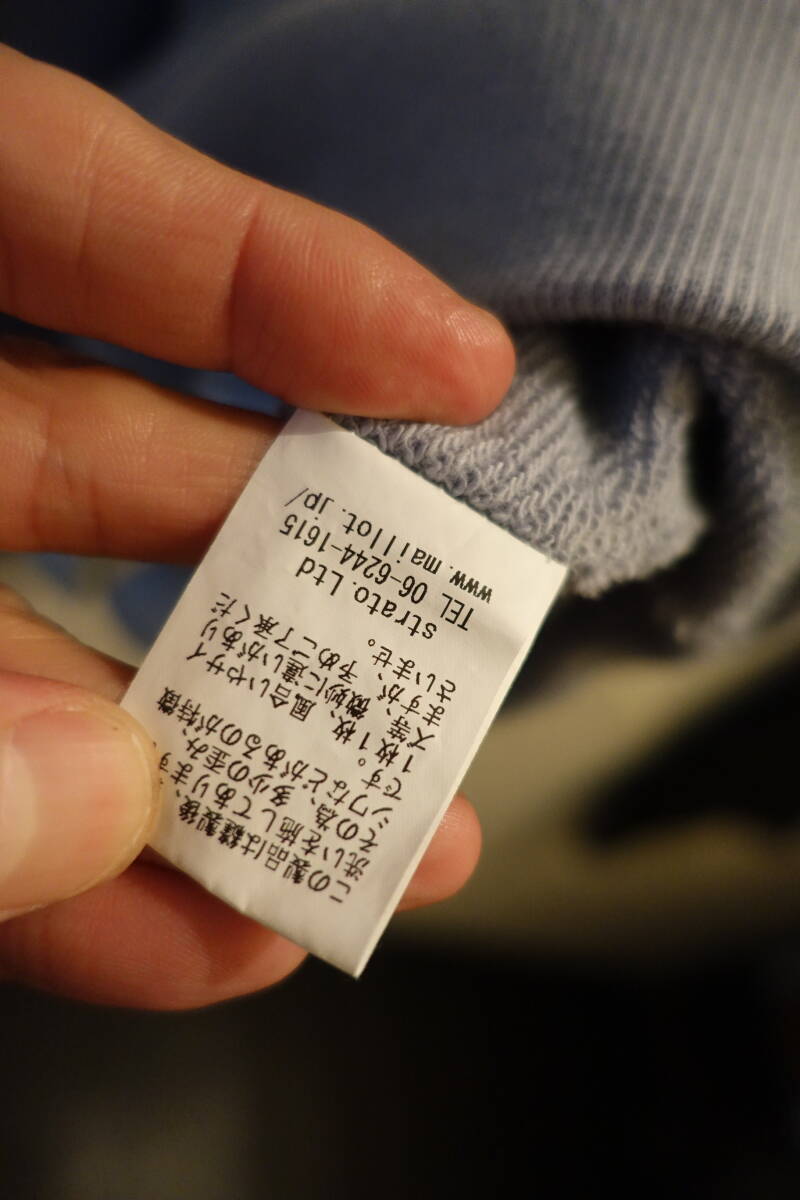 この製品は縫製後、
洗いを施してあります
その為、多少の歪み、
シワなどがあるのが特徴
です。
1枚1枚、風合いやサイ
ズ等、微妙に違いがあり
ますが、予めご了承くだ
さいませ。
strato.Ltd
TEL 06-6244-1615
www.maillot.jp/